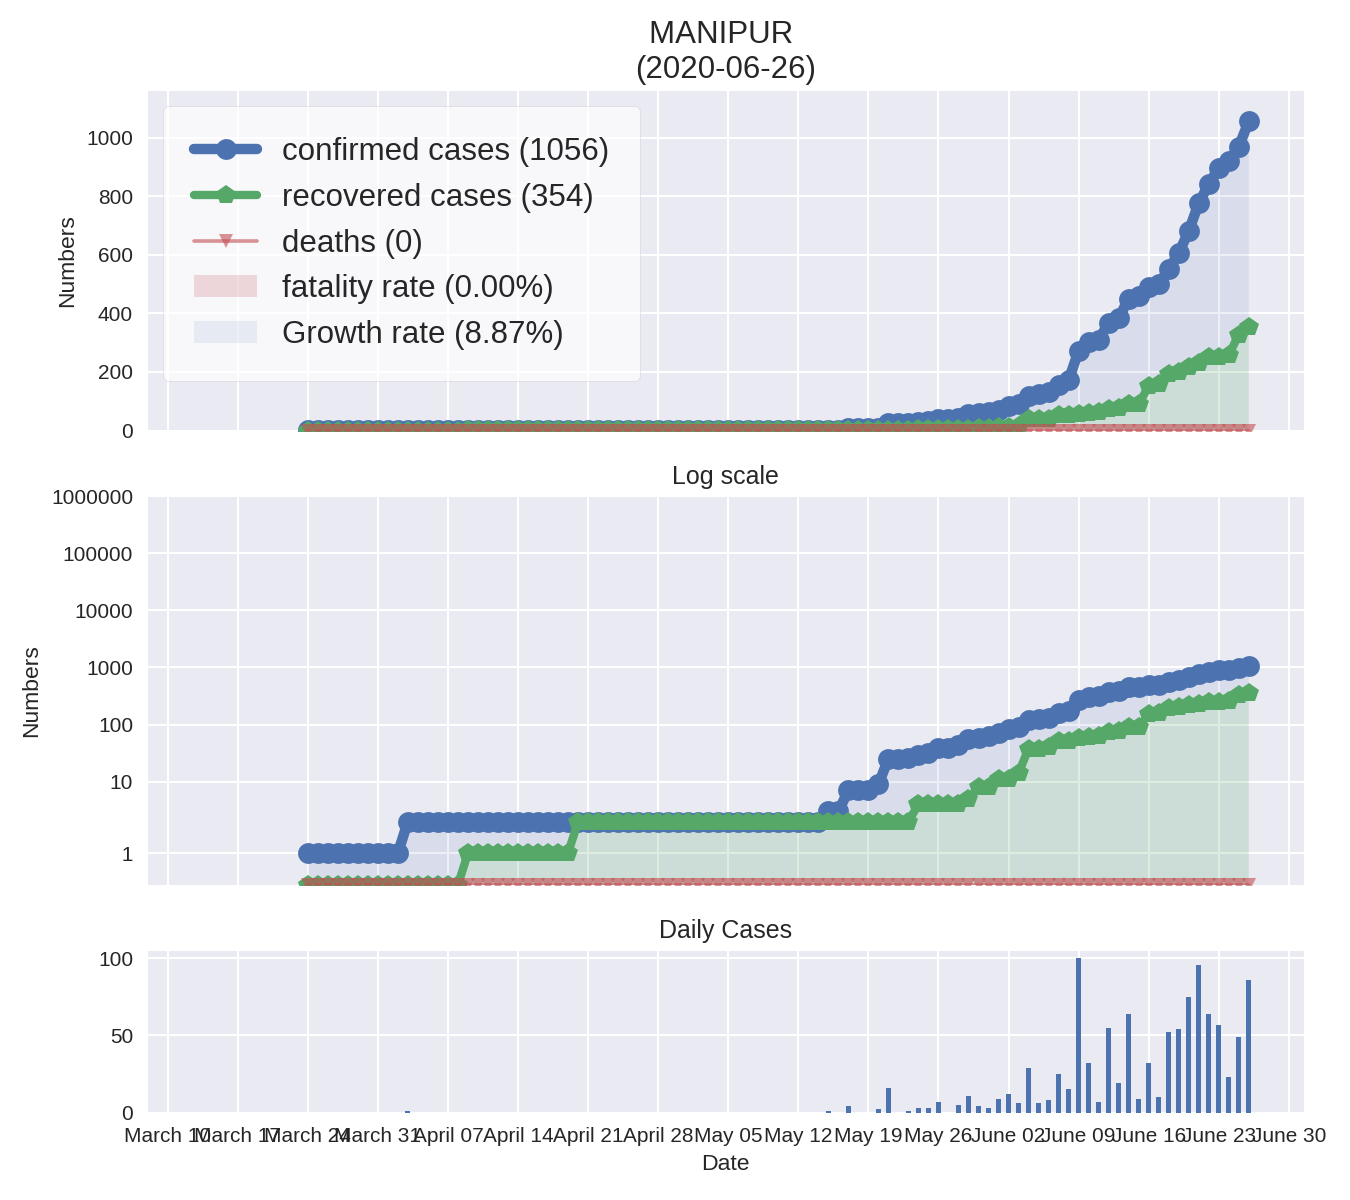 MANIPUR
(2020-06-26)
Numbers
1000
800
600
400
200
0
confirmed cases (1056)
recovered cases (354)
deaths (0)
fatality rate (0.00%)
Growth rate (8.87%)
Log scale
Numbers
1000000
100000
10000
1000
100
10
1
Daily Cases
100
50
0
March 10 March 17 March 24 March 31 April 07 April 14 April 21 April 28 May 05 May 12 May 19 May 26 June 02 June 09 June 16 June 23 June 30
Date